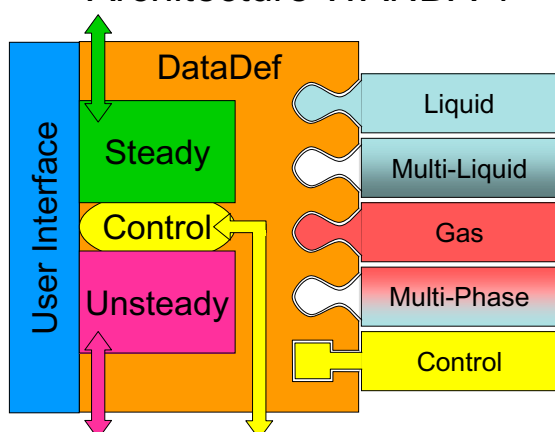 DataDef
User Interface
Steady
Control
Unsteady
Liquid
Multi-Liquid
Gas
Multi-Phase
Control